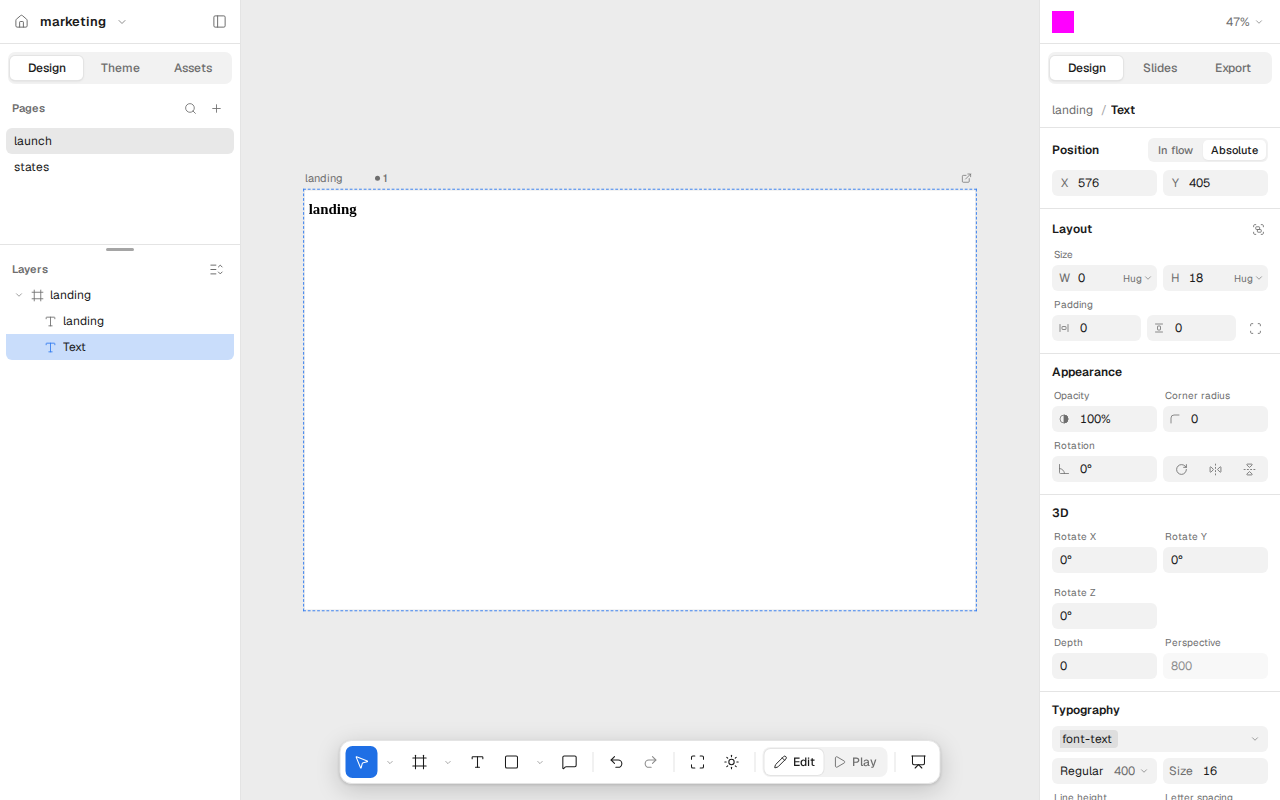 marketing
Design
Theme
Assets
Pages
launch
states
Layers
landing
landing
Text
landing
1
landing
Edit
Play
47%
Design
Slides
Export
landing / Text
Position
In flow
Absolute
X 576
Y 405
Layout
Size
W 0 Hug
H 18 Hug
Padding
0
0
Appearance
Opacity
Corner radius
100%
0
Rotation
0°
3D
Rotate X
Rotate Y
0°
0°
Rotate Z
0°
Depth
Perspective
0
800
Typography
font-text
Regular 400
Size 16
Line height
Letter spacing